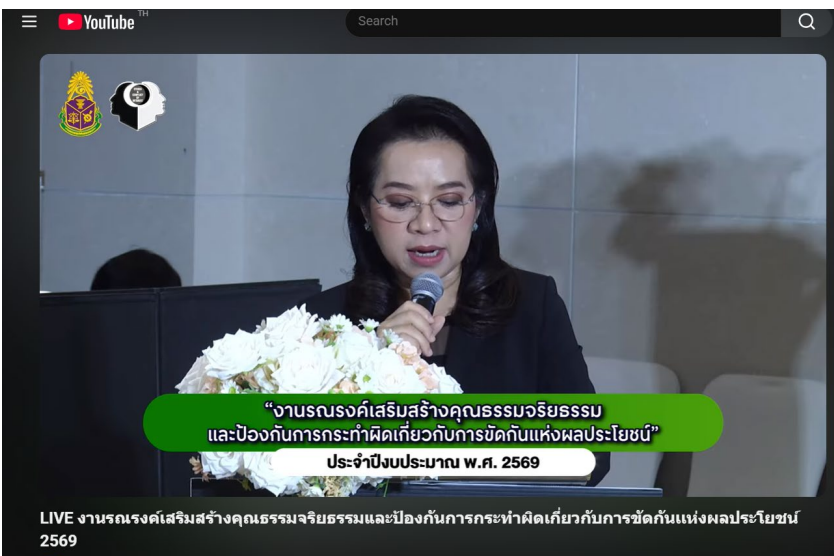 YouTube TH
Search
“งานรณรงค์เสริมสร้างคุณธรรมจริยธรรม
และป้องกันการกระทำผิดเกี่ยวกับการขัดกันแห่งผลประโยชน์”
ประจำปีงบประมาณ พ.ศ. 2569
LIVE งานรณรงค์เสริมสร้างคุณธรรมจริยธรรมและป้องกันการกระทำผิดเกี่ยวกับการขัดกันแห่งผลประโยชน์
2569